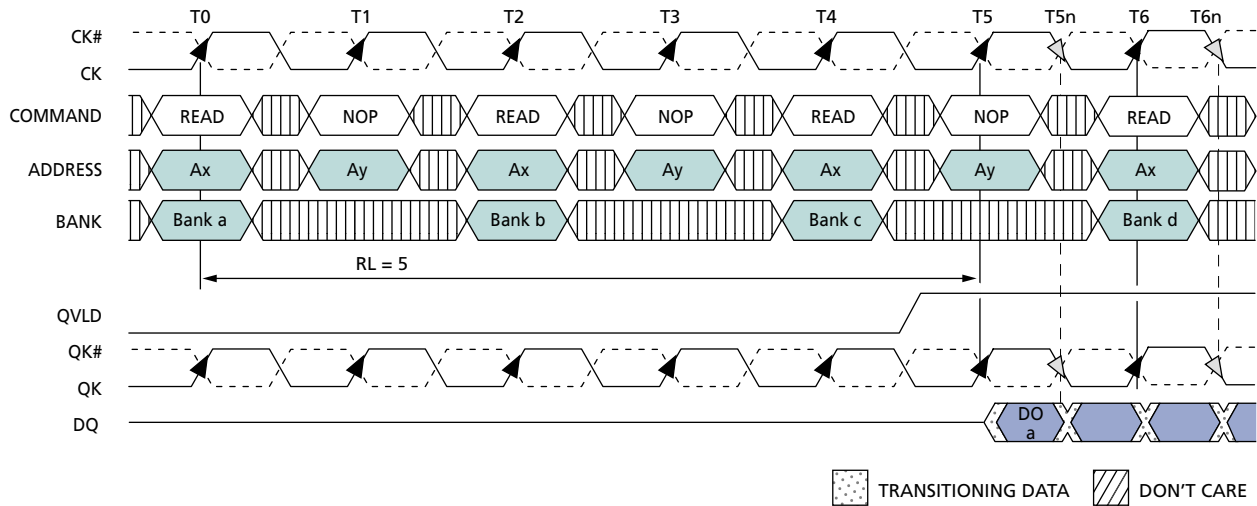 T0 T1 T2 T3 T4 T5 T5n T6 T6n
CK#
CK
COMMAND READ NOP READ NOP READ NOP READ
ADDRESS Ax Ay Ax Ay Ax Ay Ax
BANK Bank a Bank b Bank c Bank d
RL = 5
QVLD
QK#
QK
DQ DO
a
TRANSITIONING DATA DON'T CARE